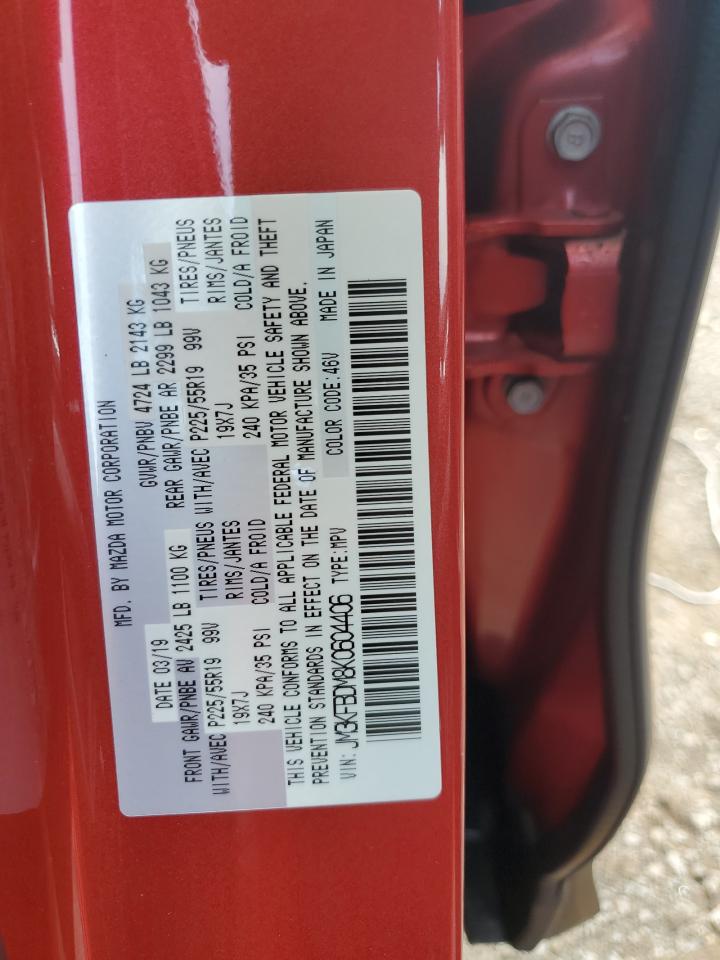 MFD. BY MAZDA MOTOR CORPORATION
DATE 03/19 GVWR/PNBV 4724 LB 2143 KG
FRONT GAWR/PNBE AV 2425 LB 1100 KG REAR GAWR/PNBE AR 2299 LB 1043 KG
TIRES/PNEUS WITH/AVEC P225/55R19 99V TIRES/PNEUS
WITH/AVEC P225/55R19 99V RIMS/JANTES 19X7J RIMS/JANTES
19X7J COLD/A FROID 240 KPA/35 PSI COLD/A FROID
240 KPA/35 PSI
THIS VEHICLE CONFORMS TO ALL APPLICABLE FEDERAL MOTOR VEHICLE SAFETY AND THEFT
PREVENTION STANDARDS IN EFFECT ON THE DATE OF MANUFACTURE SHOWN ABOVE.
VIN: JM3KFBDM8K0604406 TYPE:MPV COLOR CODE:46V MADE IN JAPAN
B